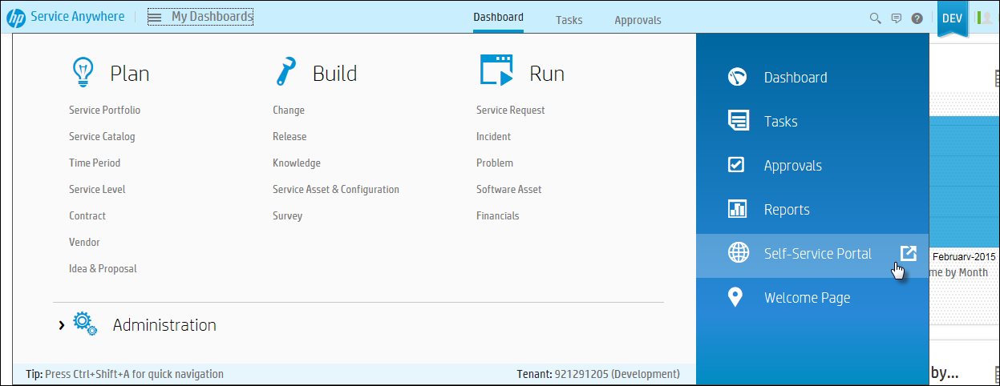 hp Service Anywhere My Dashboards Dashboard Tasks Approvals DEV
Plan
Service Portfolio
Service Catalog
Time Period
Service Level
Contract
Vendor
Idea & Proposal
Build
Change
Release
Knowledge
Service Asset & Configuration
Survey
Run
Service Request
Incident
Problem
Software Asset
Financials
Administration
Tip: Press Ctrl+Shift+A for quick navigation
Tenant: 921291205 (Development)
Dashboard
Tasks
Approvals
Reports
Self-Service Portal
Welcome Page
February-2015
me by Month
by...